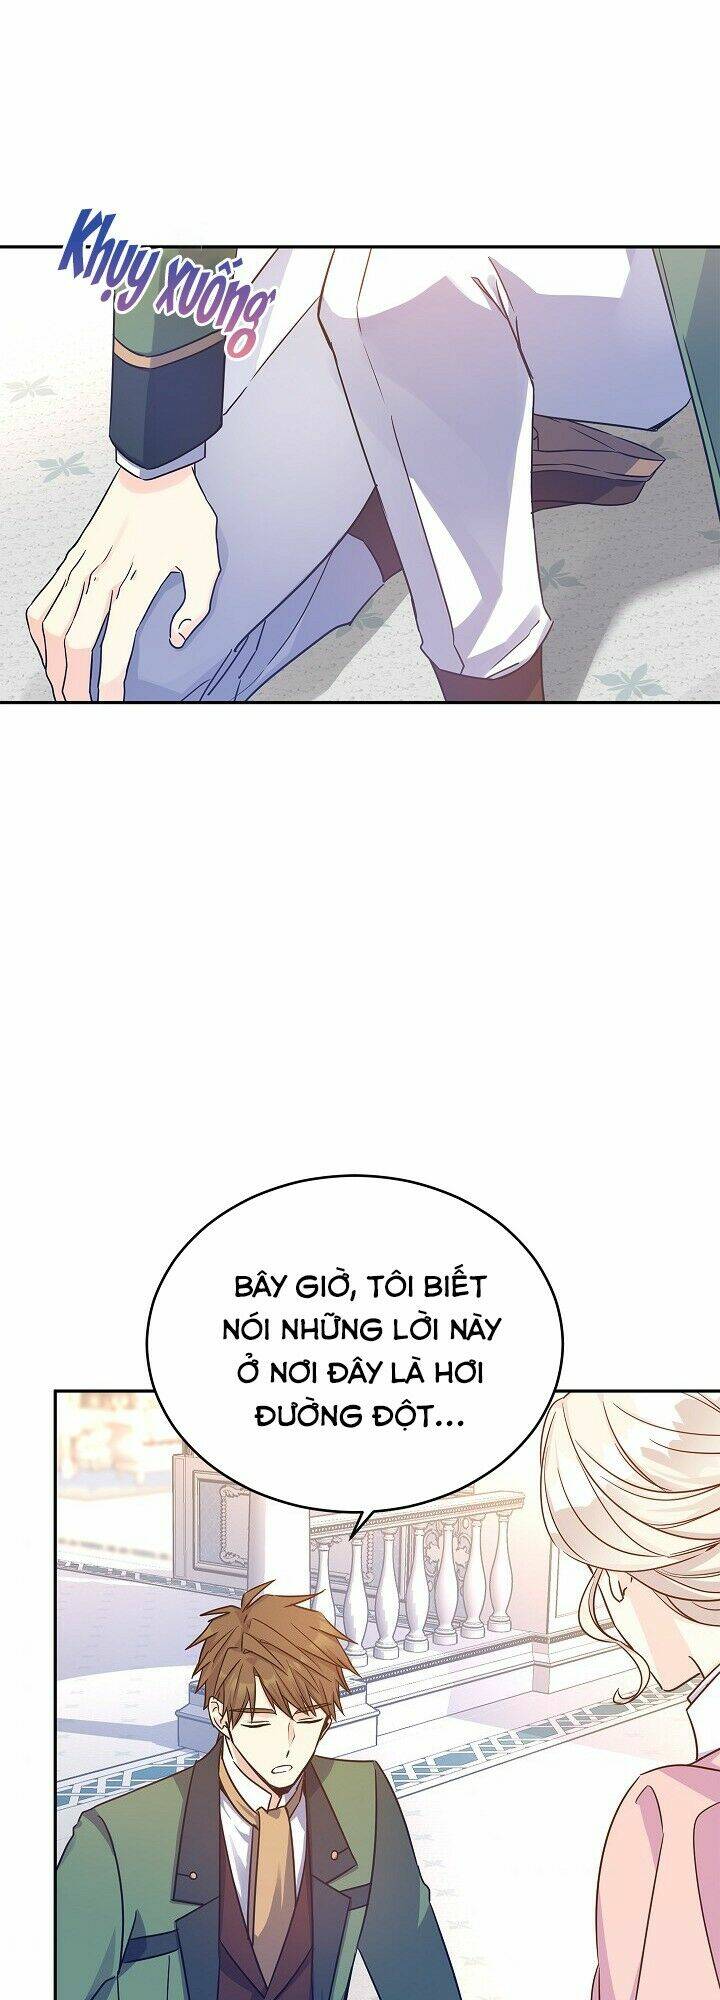 Khụy xuống
BÂY GIỜ, TÔI BIẾT
NÓI NHỮNG LỜI NÀY
Ở NƠI ĐÂY LÀ HƠI
ĐƯỜNG ĐỘT...